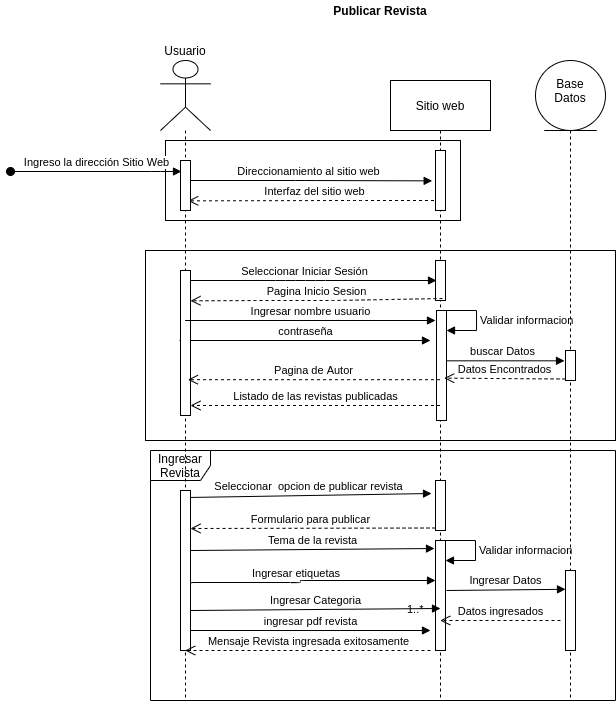 Publicar Revista
Usuario
Sitio web
Base
Datos
Ingreso la dirección Sitio Web
Direccionamiento al sitio web
Interfaz del sitio web
Seleccionar Iniciar Sesión
Pagina Inicio Sesion
Ingresar nombre usuario
Validar informacion
contraseña
buscar Datos
Datos Encontrados
Pagina de Autor
Listado de las revistas publicadas
Ingresar
Revista
Seleccionar opcion de publicar revista
Formulario para publicar
Tema de la revista
Validar informacion
Ingresar etiquetas
Ingresar Datos
Ingresar Categoria
1..*
Datos ingresados
ingresar pdf revista
Mensaje Revista ingresada exitosamente